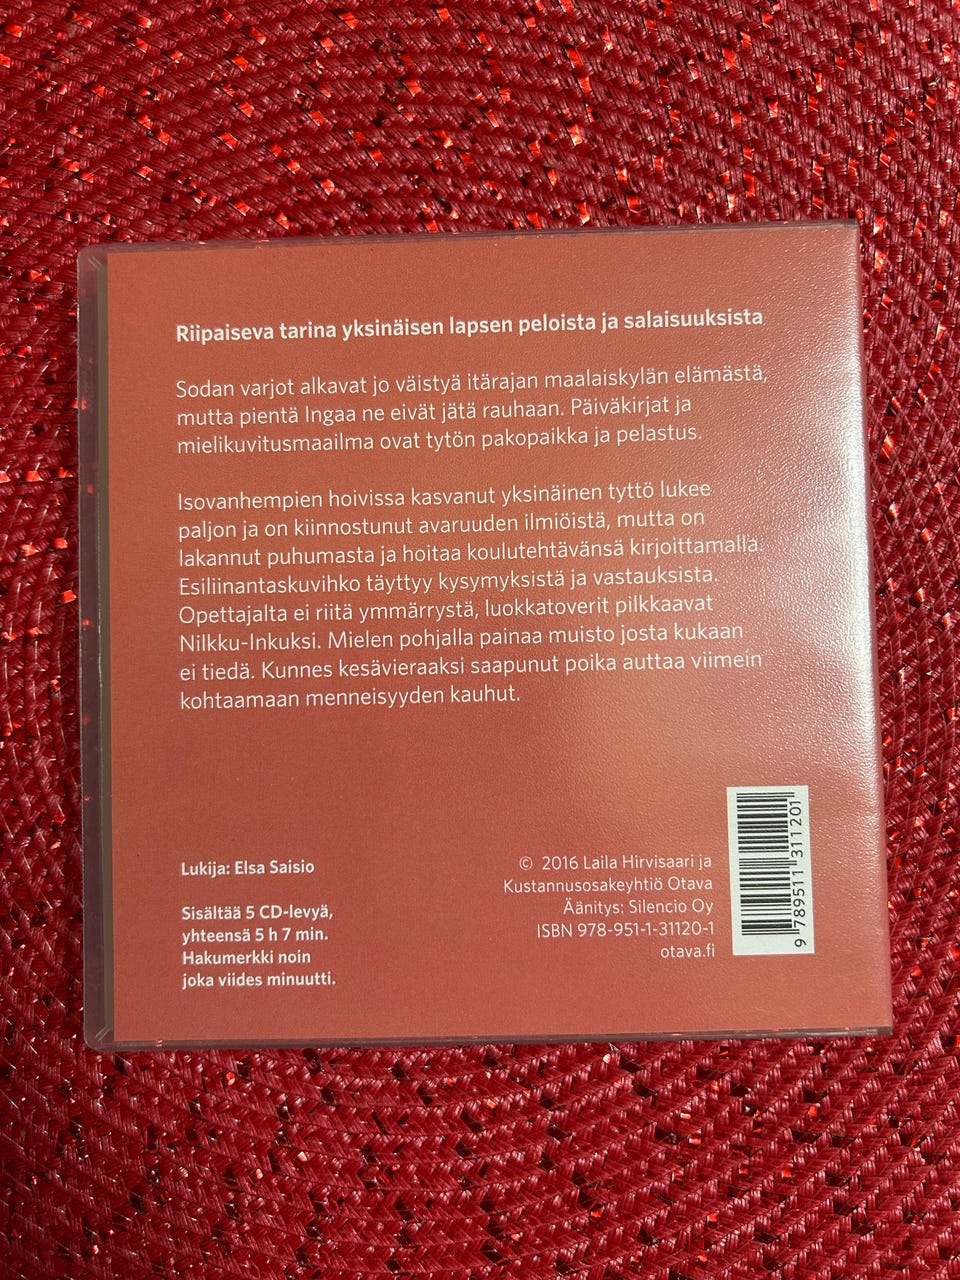 Riipaiseva tarina yksinäisen lapsen peloista ja salaisuuksista
Sodan varjot alkavat jo väistyä itärajan maalaiskylän elämästä,
mutta pientä Ingaa ne eivät jätä rauhaan. Päiväkirjat ja
mielikuvitusmaailma ovat tytön pakopaikka ja pelastus.
Isovanhempien hoivissa kasvanut yksinäinen tyttö lukee
paljon ja on kiinnostunut avaruuden ilmiöistä, mutta on
lakannut puhumasta ja hoitaa koulutehtävänsä kirjoittamalla.
Esiliinantaskuvihko täyttyy kysymyksistä ja vastauksista.
Opettajalta ei riitä ymmärrystä, luokkatoverit pilkkaavat
Nilkku-Inkuksi. Mielen pohjalla painaa muisto josta kukaan
ei tiedä. Kunnes kesävieraaksi saapunut poika auttaa viimein
kohtaamaan menneisyyden kauhut.
Lukija: Elsa Saisio
Sisältää 5 CD-levyä,
yhteensä 5 h 7 min.
Hakumerkki noin
joka viides minuutti.
© 2016 Laila Hirvisaari ja
Kustannusosakeyhtiö Otava
Äänitys: Silencio Oy
ISBN 978-951-1-31120-1
otava.fi
9 789511 311201